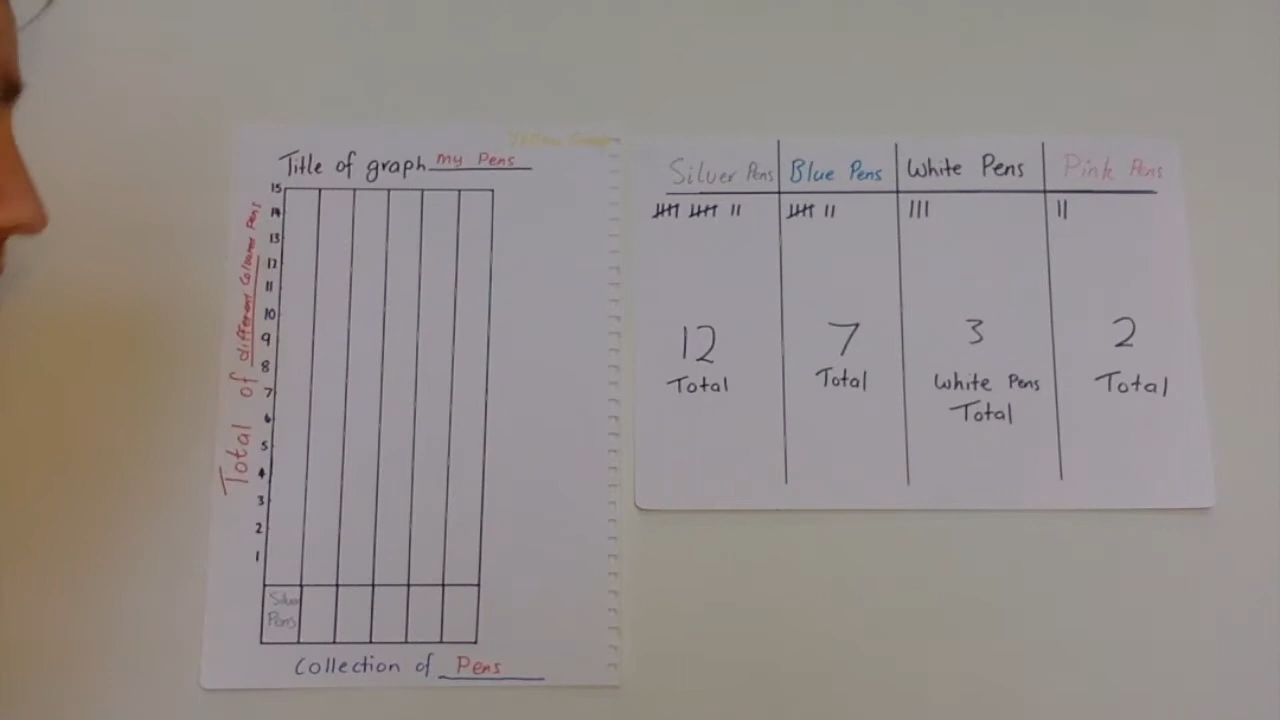 Title of graph my Pens
15
14
13
12
11
10
9
8
7
6
5
4
3
2
1
Total of different coloured pens
Silver
Pens
Collection of Pens
Silver Pens Blue Pens White Pens Pink Pens
12 7 3 2
Total Total White Pens Total
Total